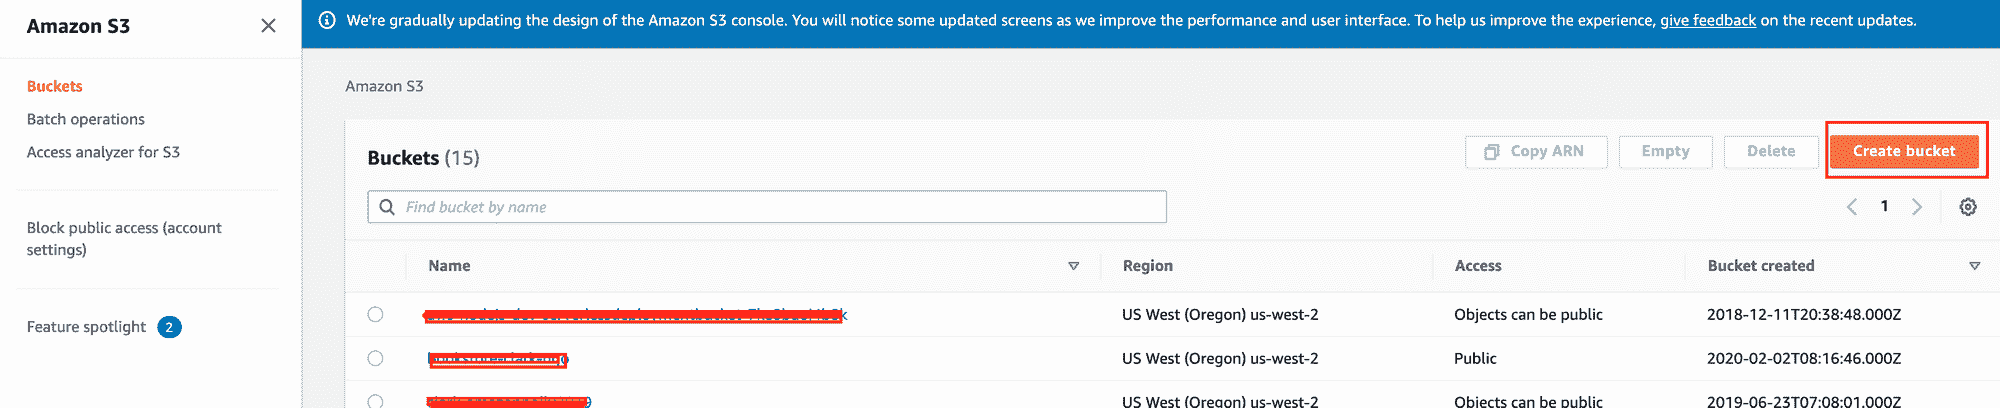 Amazon S3
We're gradually updating the design of the Amazon S3 console. You will notice some updated screens as we improve the performance and user interface. To help us improve the experience, give feedback on the recent updates.
Buckets
Batch operations
Access analyzer for S3
Block public access (account
settings)
Feature spotlight 2
Amazon S3
Buckets (15)
Copy ARN Empty Delete Create bucket
Find bucket by name
1
Name Region Access Bucket created
US West (Oregon) us-west-2 Objects can be public 2018-12-11T20:38:48.000Z
US West (Oregon) us-west-2 Public 2020-02-02T08:16:46.000Z
US West (Oregon) us-west-2 Objects can be public 2019-06-23T07:08:01.000Z